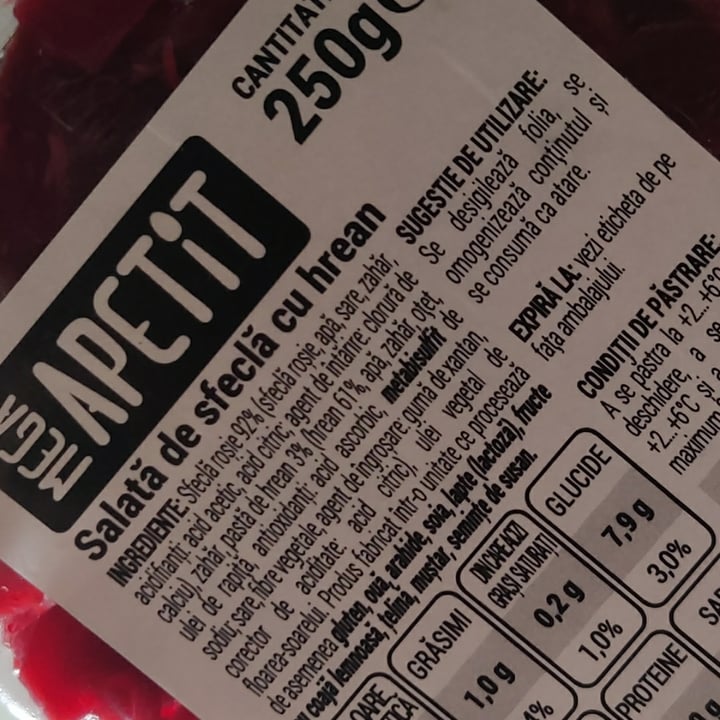 CANTITAT
250g
MEGA
APETIT
Salată de sfeclă cu hrean
INGREDIENTE: Sfeclă roșie 92% (sfeclă roșie, apă, sare, zahăr,
acidifianti: acid acetic, acid citric, agent de intărire: clorură de
calciu), zahăr, pastă de hrean 3% (hrean 61%, apă, zahăr, oțet,
ulei de rapiță, antioxidanti: acid ascorbic, metabisulfit de
sodiu, sare, fibre vegetale, agent de ingrosare: gumă de xantan,
corector de aciditate, acid citric), ulei vegetal de
floarea-soarelui. Produs fabricat intr-o unitate ce procesează
de asemenea gluten, ouă, arahide, soia, lapte (lactoză), fructe
cu coajă lemnoasă, țelină, muștar, semințe de susan.
SUGESTIE DE UTILIZARE:
Se desigilează folia, se
omogenizează conținutul și
se consumă ca atare.
EXPIRĂ LA: vezi eticheta de pe
fața ambalajului.
CONDIȚII DE PĂSTRARE:
A se păstra la +2...+6°C
deschidere, a se
+2...+6°C și a
maximum
GRĂSIMI
1,0 g
DIN CARE ACIZI
GRAȘI SATURAȚI
0,2 g
1,0%
GLUCIDE
7,9 g
3,0%
PROTEINE